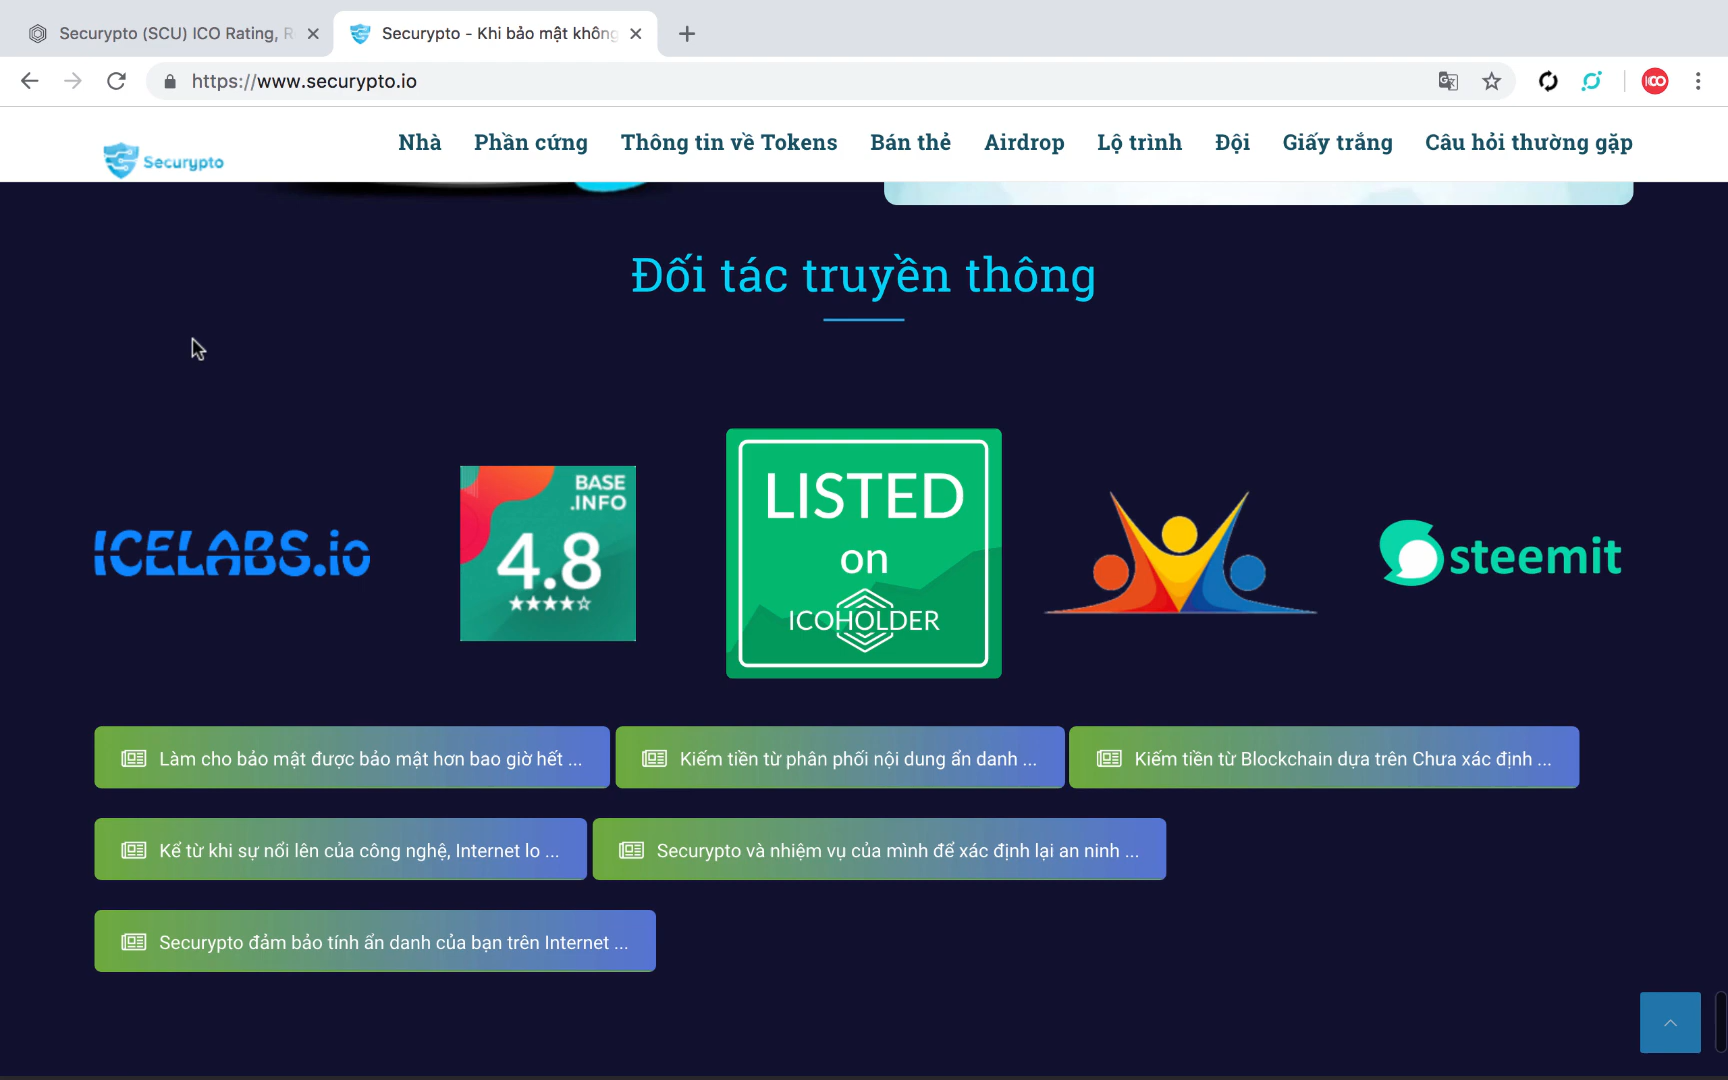 Securypto (SCU) ICO Rating, R
Securypto - Khi bảo mật không
https://www.securypto.io
Securypto
Nhà
Phần cứng
Thông tin về Tokens
Bán thẻ
Airdrop
Lộ trình
Đội
Giấy trắng
Câu hỏi thường gặp
Đối tác truyền thông
ICELABS.io
BASE
.INFO
4.8
LISTED
on
ICOHOLDER
steemit
Làm cho bảo mật được bảo mật hơn bao giờ hết ...
Kiếm tiền từ phân phối nội dung ẩn danh ...
Kiếm tiền từ Blockchain dựa trên Chưa xác định ...
Kể từ khi sự nổi lên của công nghệ, Internet lo ...
Securypto và nhiệm vụ của mình để xác định lại an ninh ...
Securypto đảm bảo tính ẩn danh của bạn trên Internet ...